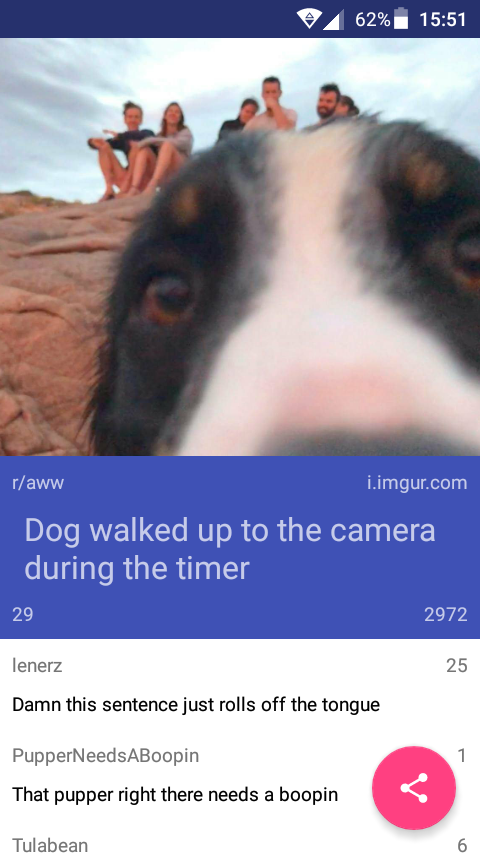 62% 15:51
r/aww i.imgur.com
Dog walked up to the camera
during the timer
29 2972
lenerz 25
Damn this sentence just rolls off the tongue
PupperNeedsABoopin 1
That pupper right there needs a boopin
Tulabean 6